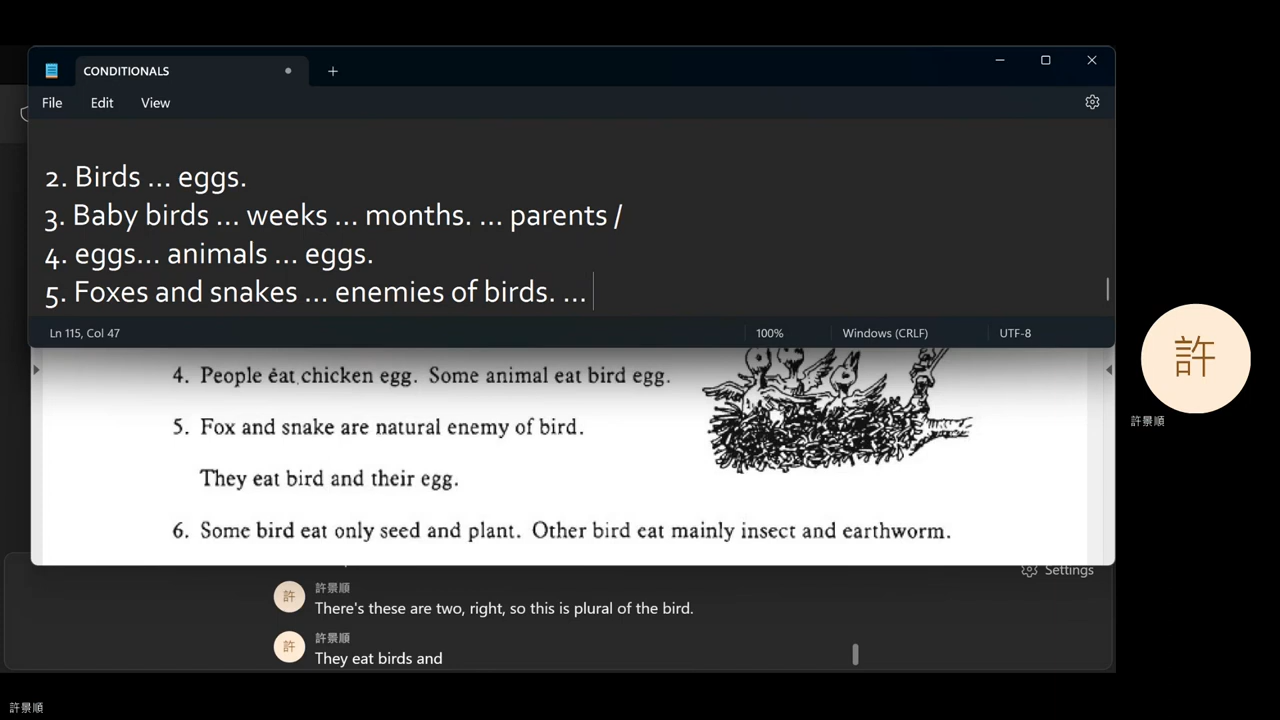 CONDITIONALS
File Edit View
2. Birds ... eggs.
3. Baby birds ... weeks ... months. ... parents /
4. eggs... animals ... eggs.
5. Foxes and snakes ... enemies of birds. ...
Ln 115, Col 47 100% Windows (CRLF) UTF-8
4. People eat chicken egg. Some animal eat bird egg.
5. Fox and snake are natural enemy of bird.
They eat bird and their egg.
6. Some bird eat only seed and plant. Other bird eat mainly insect and earthworm.
Settings
許 許景順
There's these are two, right, so this is plural of the bird.
許 許景順
They eat birds and
許
許景順
許景順